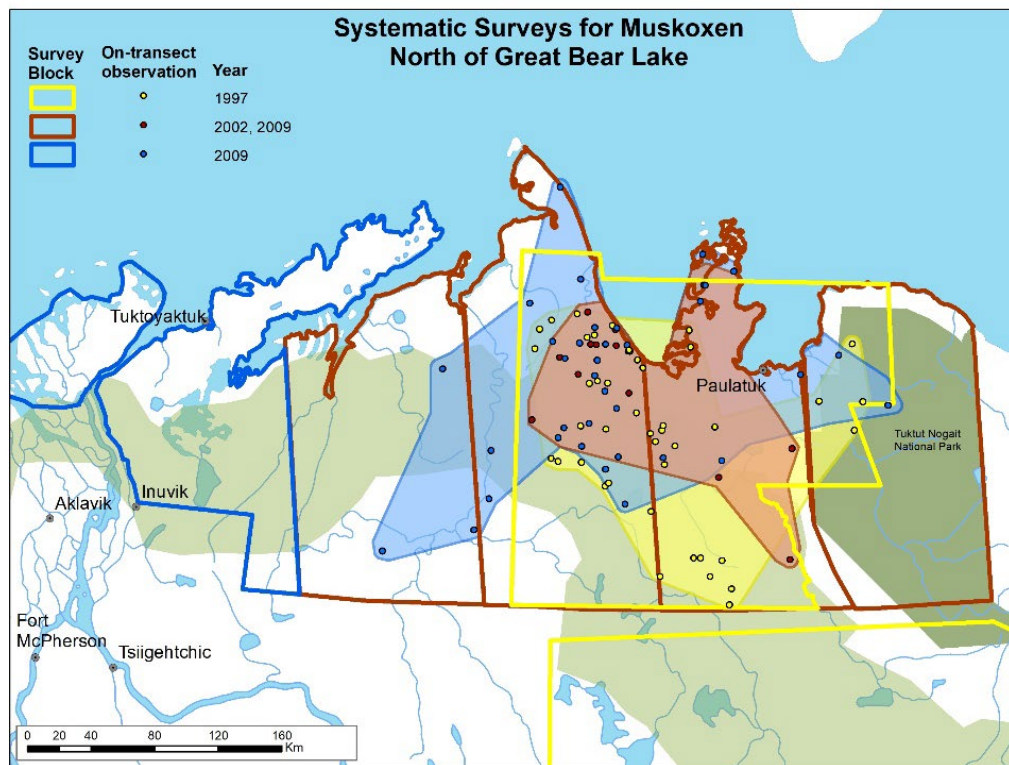 Systematic Surveys for Muskoxen
North of Great Bear Lake
Survey
Block
On-transect
observation
Year
1997
2002, 2009
2009
Tuktoyaktuk
Paulatuk
Tuktut Nogait
National Park
Aklavik
Inuvik
Fort
McPherson
Tsiigehtchic
0 20 40 80 120 160
Km